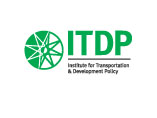 ITDP
Institute for Transportation
& Development Policy